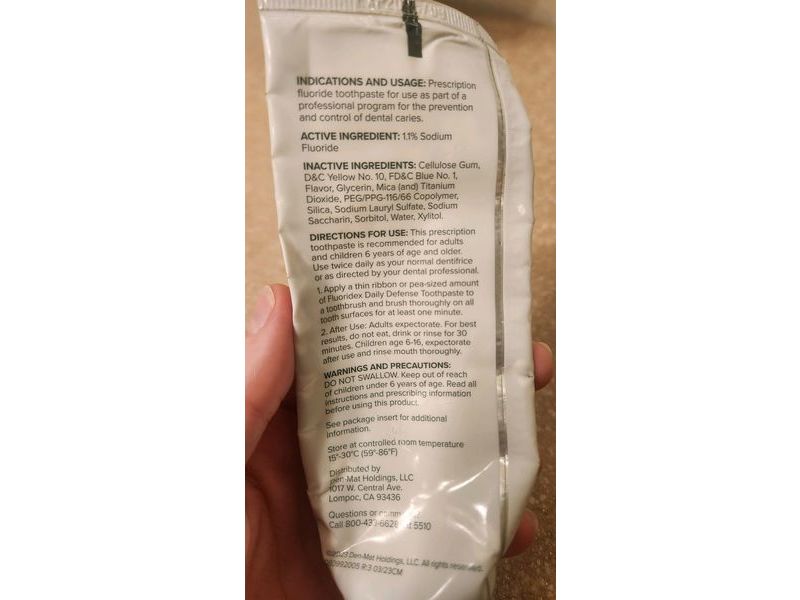 INDICATIONS AND USAGE: Prescription
fluoride toothpaste for use as part of a
professional program for the prevention
and control of dental caries.
ACTIVE INGREDIENT: 1.1% Sodium
Fluoride
INACTIVE INGREDIENTS: Cellulose Gum,
D&C Yellow No. 10, FD&C Blue No. 1,
Flavor, Glycerin, Mica (and) Titanium
Dioxide, PEG/PPG-116/66 Copolymer,
Silica, Sodium Lauryl Sulfate, Sodium
Saccharin, Sorbitol, Water, Xylitol.
DIRECTIONS FOR USE: This prescription
toothpaste is recommended for adults
and children 6 years of age and older.
Use twice daily as your normal dentifrice
or as directed by your dental professional.
1. Apply a thin ribbon or pea-sized amount
of Fluoridex Daily Defense Toothpaste to
a toothbrush and brush thoroughly on all
tooth surfaces for at least one minute.
2. After Use: Adults expectorate. For best
results, do not eat, drink or rinse for 30
minutes. Children age 6-16, expectorate
after use and rinse mouth thoroughly.
WARNINGS AND PRECAUTIONS:
DO NOT SWALLOW. Keep out of reach
of children under 6 years of age. Read all
instructions and prescribing information
before using this product.
See package insert for additional
information.
Store at controlled room temperature
15°-30°C (59°-86°F)
Distributed by
Den-Mat Holdings, LLC
1017 W. Central Ave.
Lompoc, CA 93436
Questions or
Call 800-433-6628 5510
Den-Mat Holdings, LLC. All rights reserved.
R:3 03/23CM